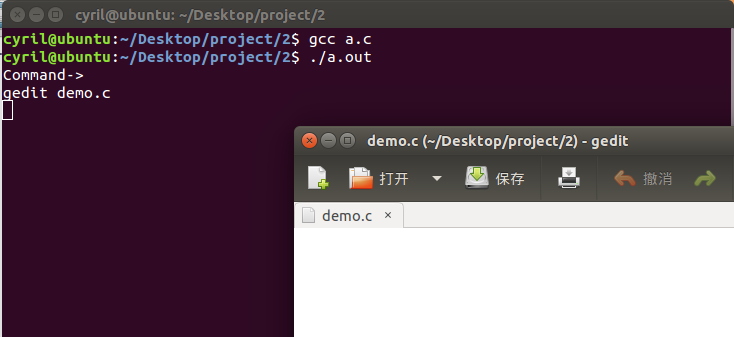 cyril@ubuntu: ~/Desktop/project/2
cyril@ubuntu:~/Desktop/project/2$ gcc a.c
cyril@ubuntu:~/Desktop/project/2$ ./a.out
Command->
gedit demo.c
demo.c (~/Desktop/project/2) - gedit
打开 保存 撤消
demo.c ×